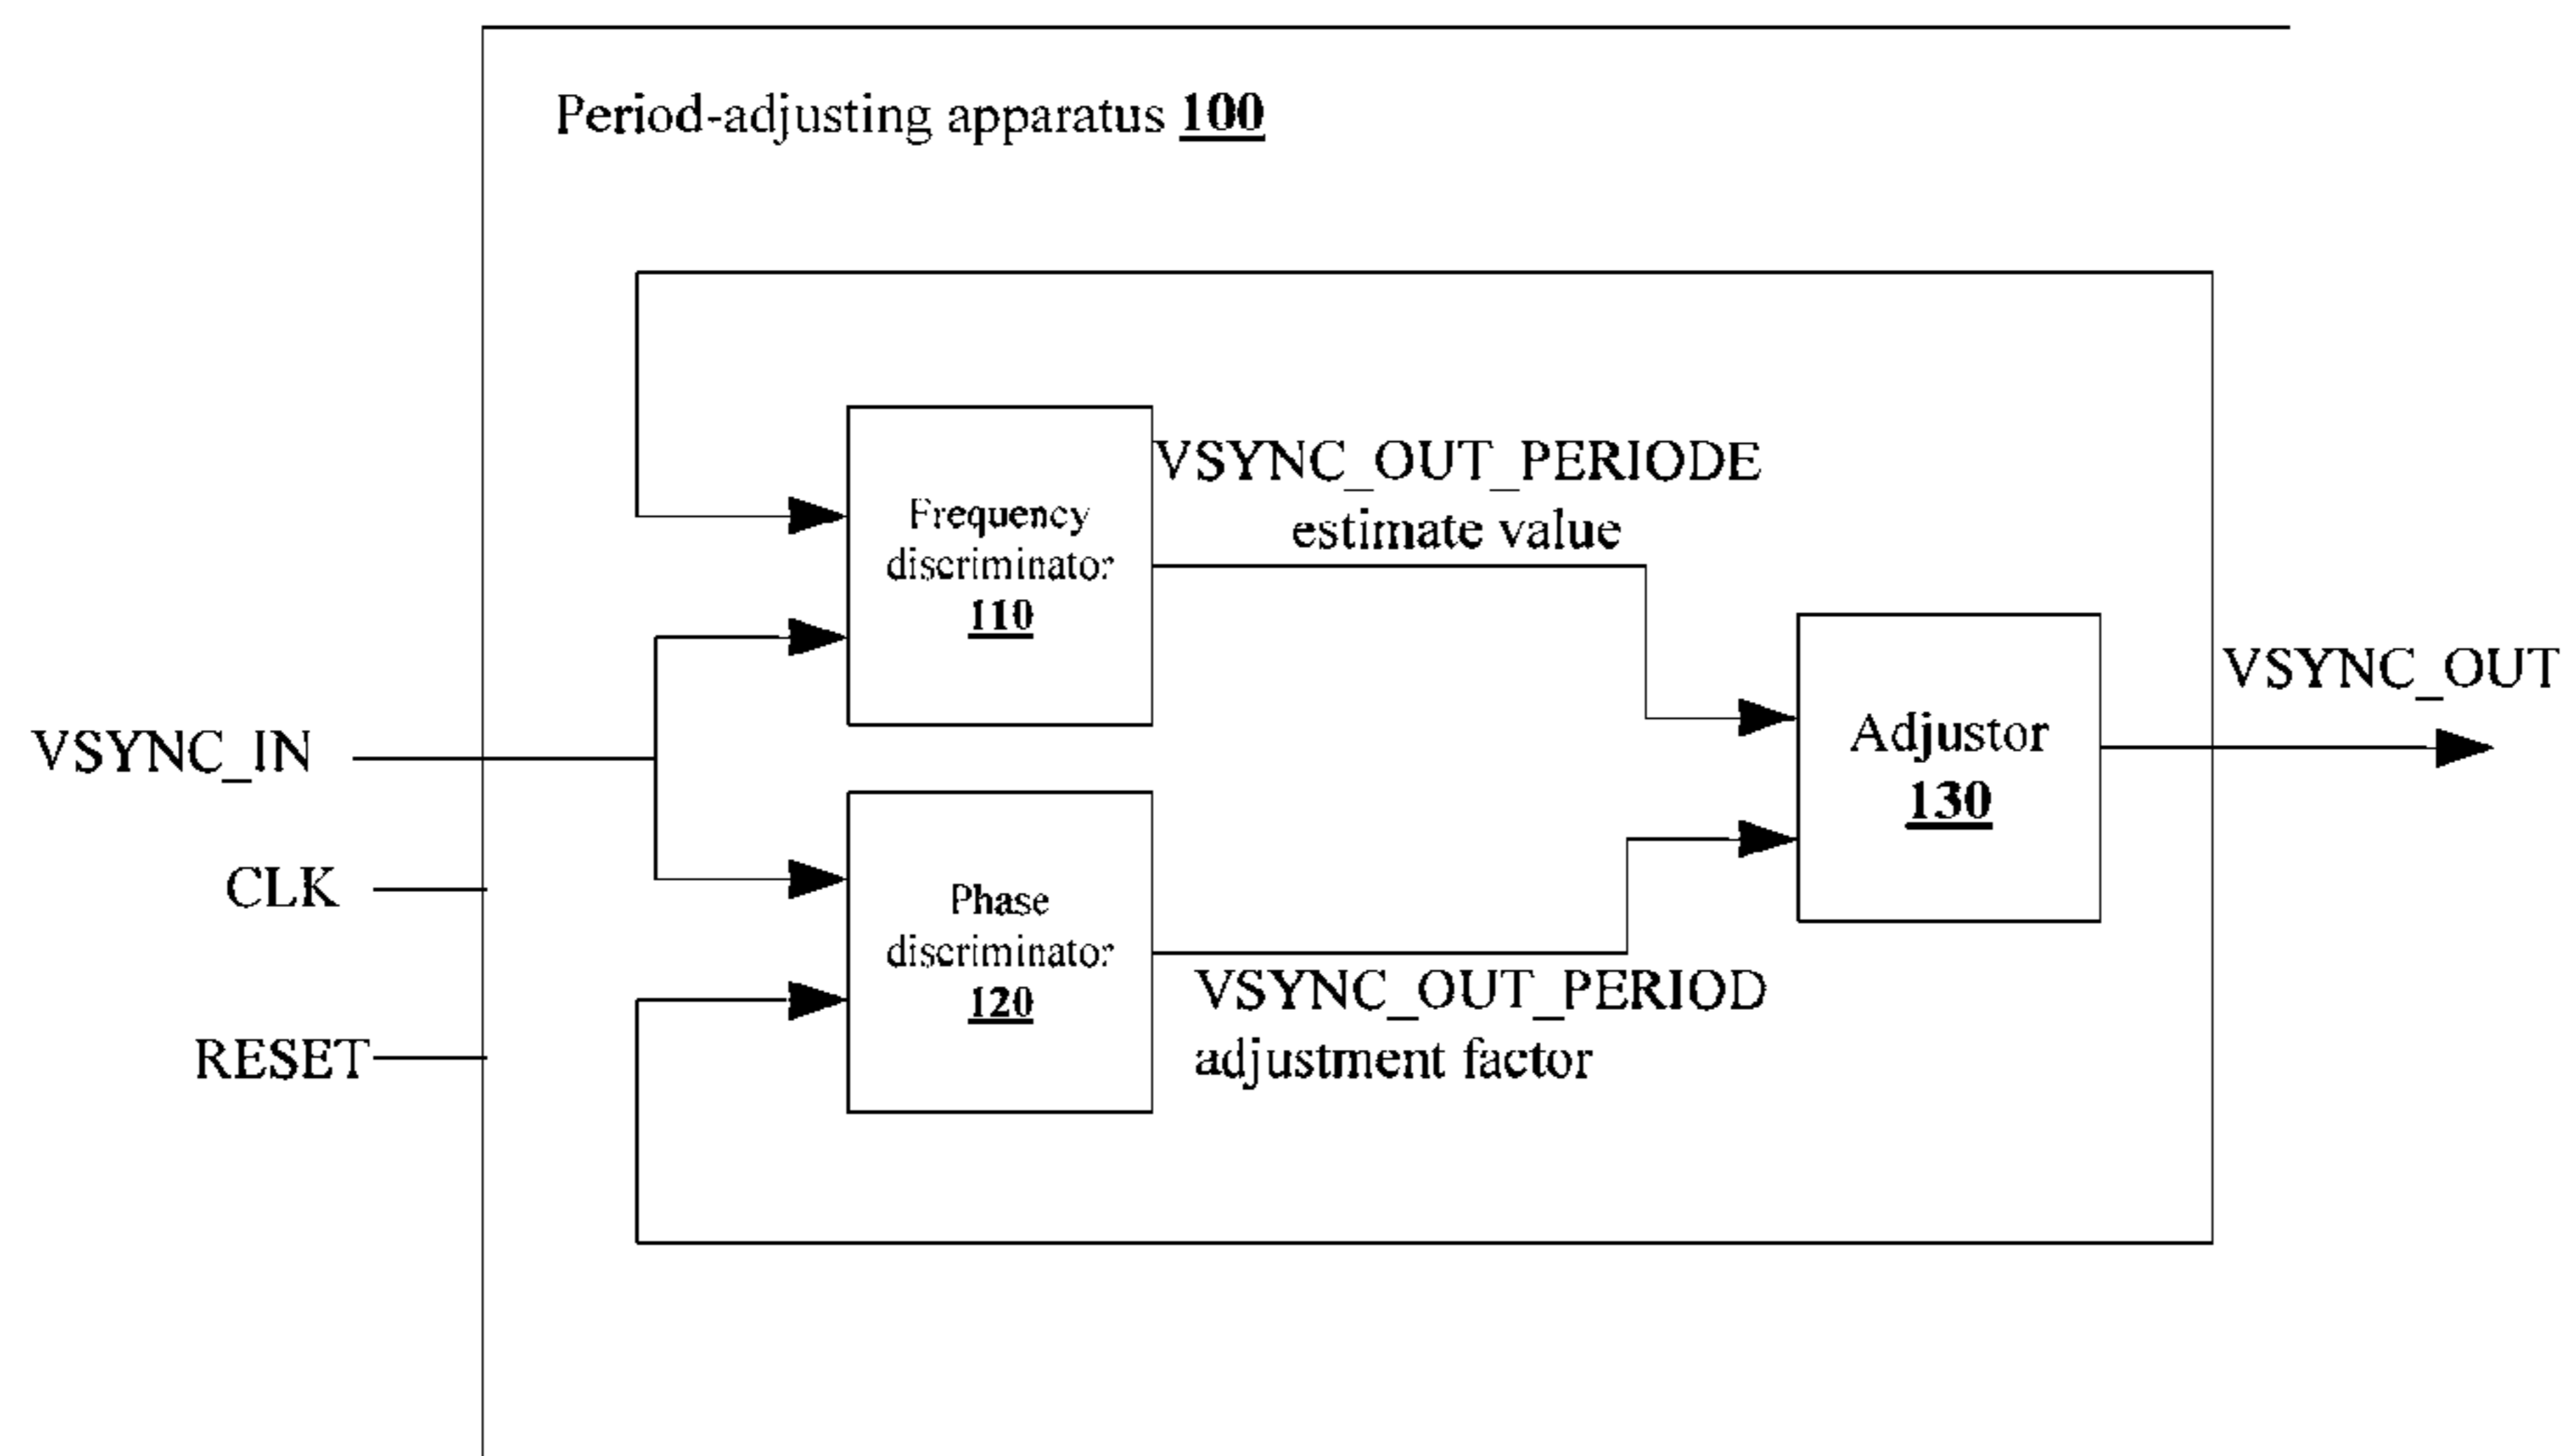 Period-adjusting apparatus 100
VSYNC_OUT_PERIODE
estimate value
Frequency
discriminator
110
VSYNC_OUT
Adjustor
130
VSYNC_IN
CLK
Phase
discriminator
120
VSYNC_OUT_PERIOD
adjustment factor
RESET